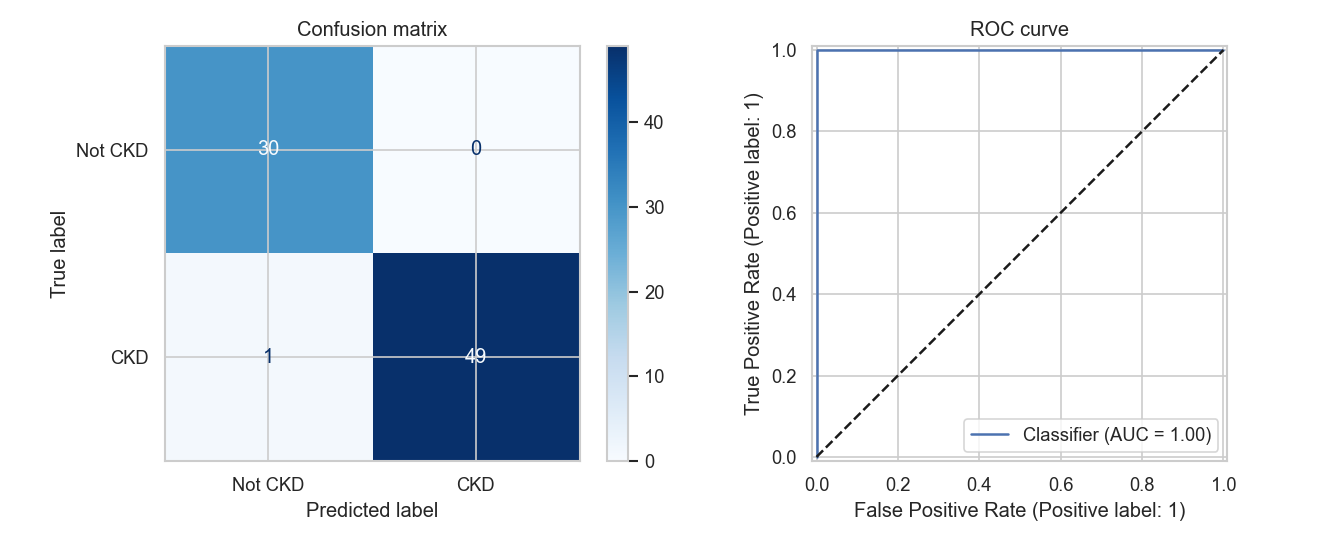 Confusion matrix
True label
Not CKD
CKD
30
0
1
49
Not CKD
CKD
Predicted label
40
30
20
10
0
ROC curve
True Positive Rate (Positive label: 1)
1.0
0.8
0.6
0.4
0.2
0.0
Classifier (AUC = 1.00)
0.0
0.2
0.4
0.6
0.8
1.0
False Positive Rate (Positive label: 1)